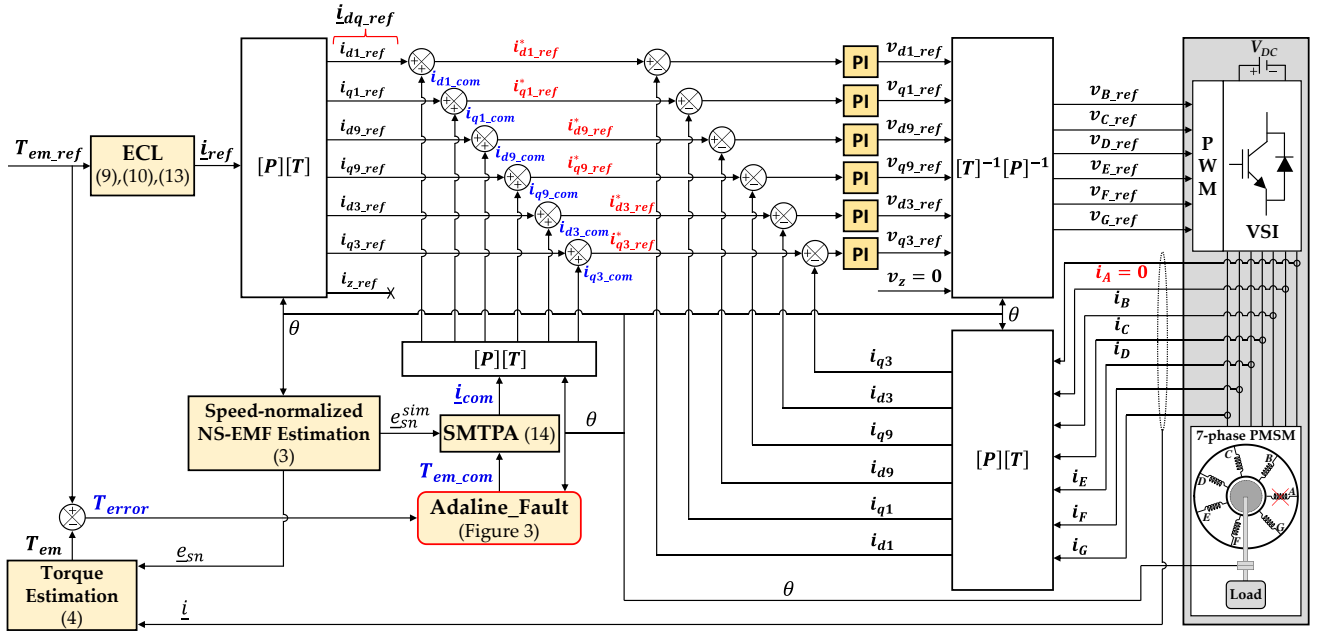 i_dq_ref
i_d1_ref
i_q1_ref
i_d9_ref
i_q9_ref
i_d3_ref
i_q3_ref
i_z_ref
T_em_ref
ECL
(9),(10),(13)
i_ref
[P][T]
i_d1_com
i_q1_com
i_d9_com
i_q9_com
i_d3_com
i_q3_com
i*_d1_ref
i*_q1_ref
i*_d9_ref
i*_q9_ref
i*_d3_ref
i*_q3_ref
PI
PI
PI
PI
PI
PI
v_d1_ref
v_q1_ref
v_d9_ref
v_q9_ref
v_d3_ref
v_q3_ref
v_z = 0
[T]⁻¹[P]⁻¹
v_B_ref
v_C_ref
v_D_ref
v_E_ref
v_F_ref
v_G_ref
P
W
M
V_DC
+ −
VSI
i_A = 0
i_B
i_C
i_D
i_E
i_F
i_G
θ
θ
[P][T]
[P][T]
i_q3
i_d3
i_q9
i_d9
i_q1
i_d1
i_com
θ
Speed-normalized
NS-EMF Estimation
(3)
e_sn^sim
SMTPA (14)
T_em_com
Adaline_Fault
(Figure 3)
T_error
T_em
e_sn
Torque
Estimation
(4)
i
θ
7-phase PMSM
A
B
C
D
E
F
G
Load